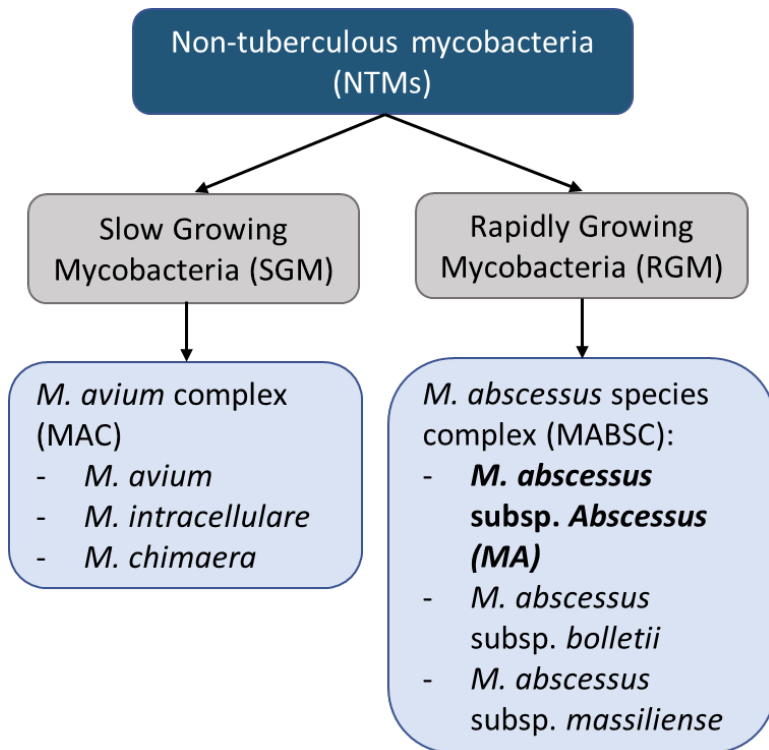 Non-tuberculous mycobacteria
(NTMs)
Slow Growing
Mycobacteria (SGM)
Rapidly Growing
Mycobacteria (RGM)
M. avium complex
(MAC)
- M. avium
- M. intracellulare
- M. chimaera
M. abscessus species
complex (MABSC):
- M. abscessus
subsp. Abscessus
(MA)
- M. abscessus
subsp. bolletii
- M. abscessus
subsp. massiliense